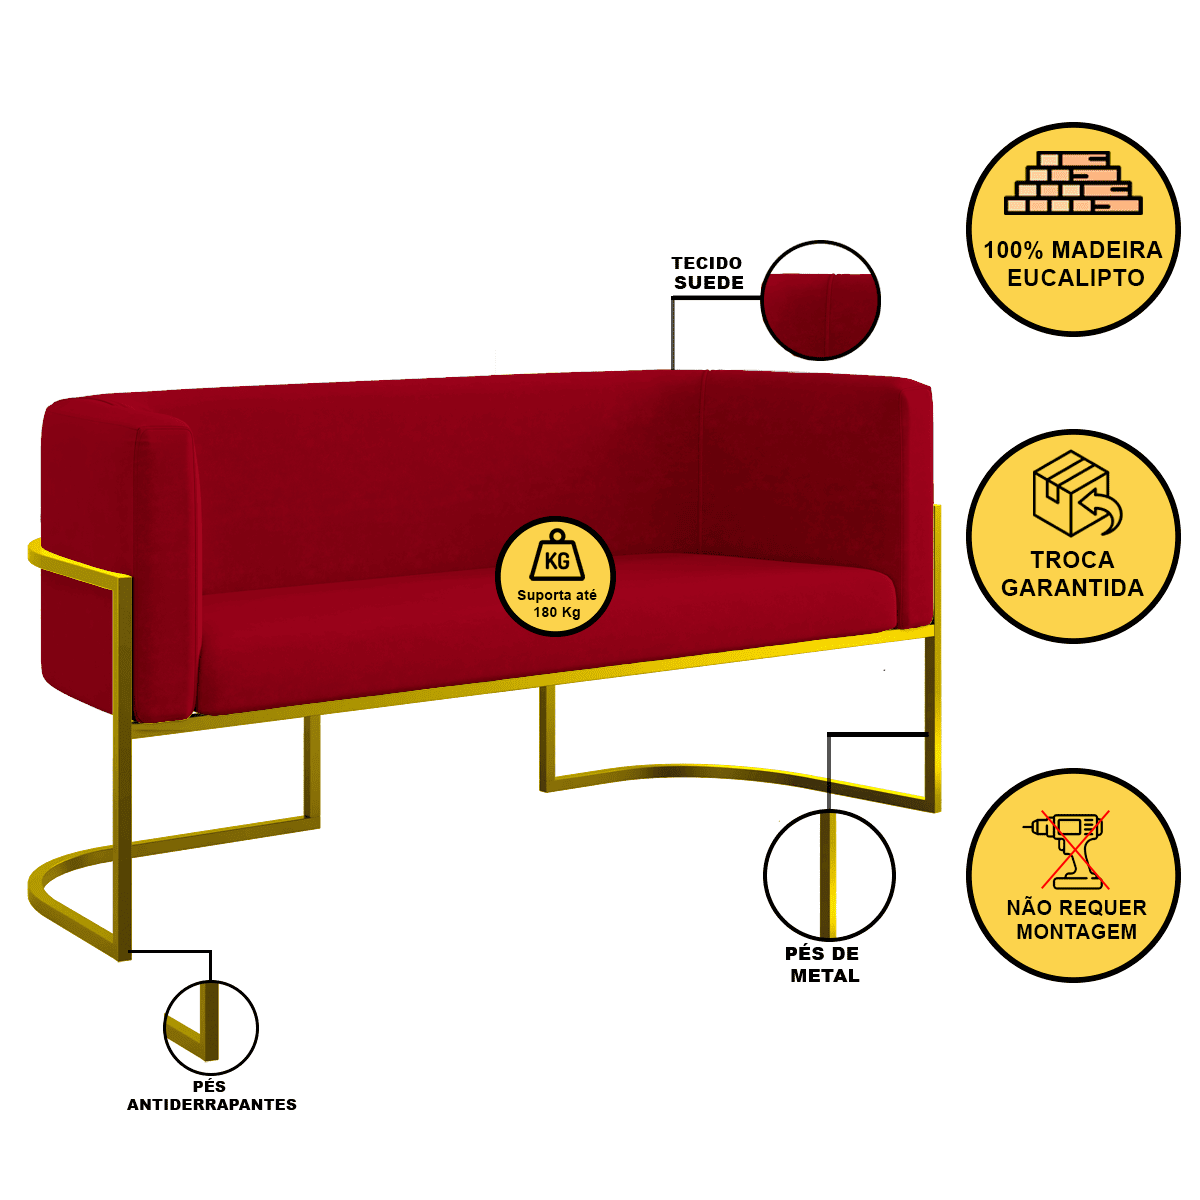 TECIDO
SUEDE
100% MADEIRA
EUCALIPTO
KG
Suporta até
180 Kg
TROCA
GARANTIDA
PÉS DE
METAL
NÃO REQUER
MONTAGEM
PÉS
ANTIDERRAPANTES